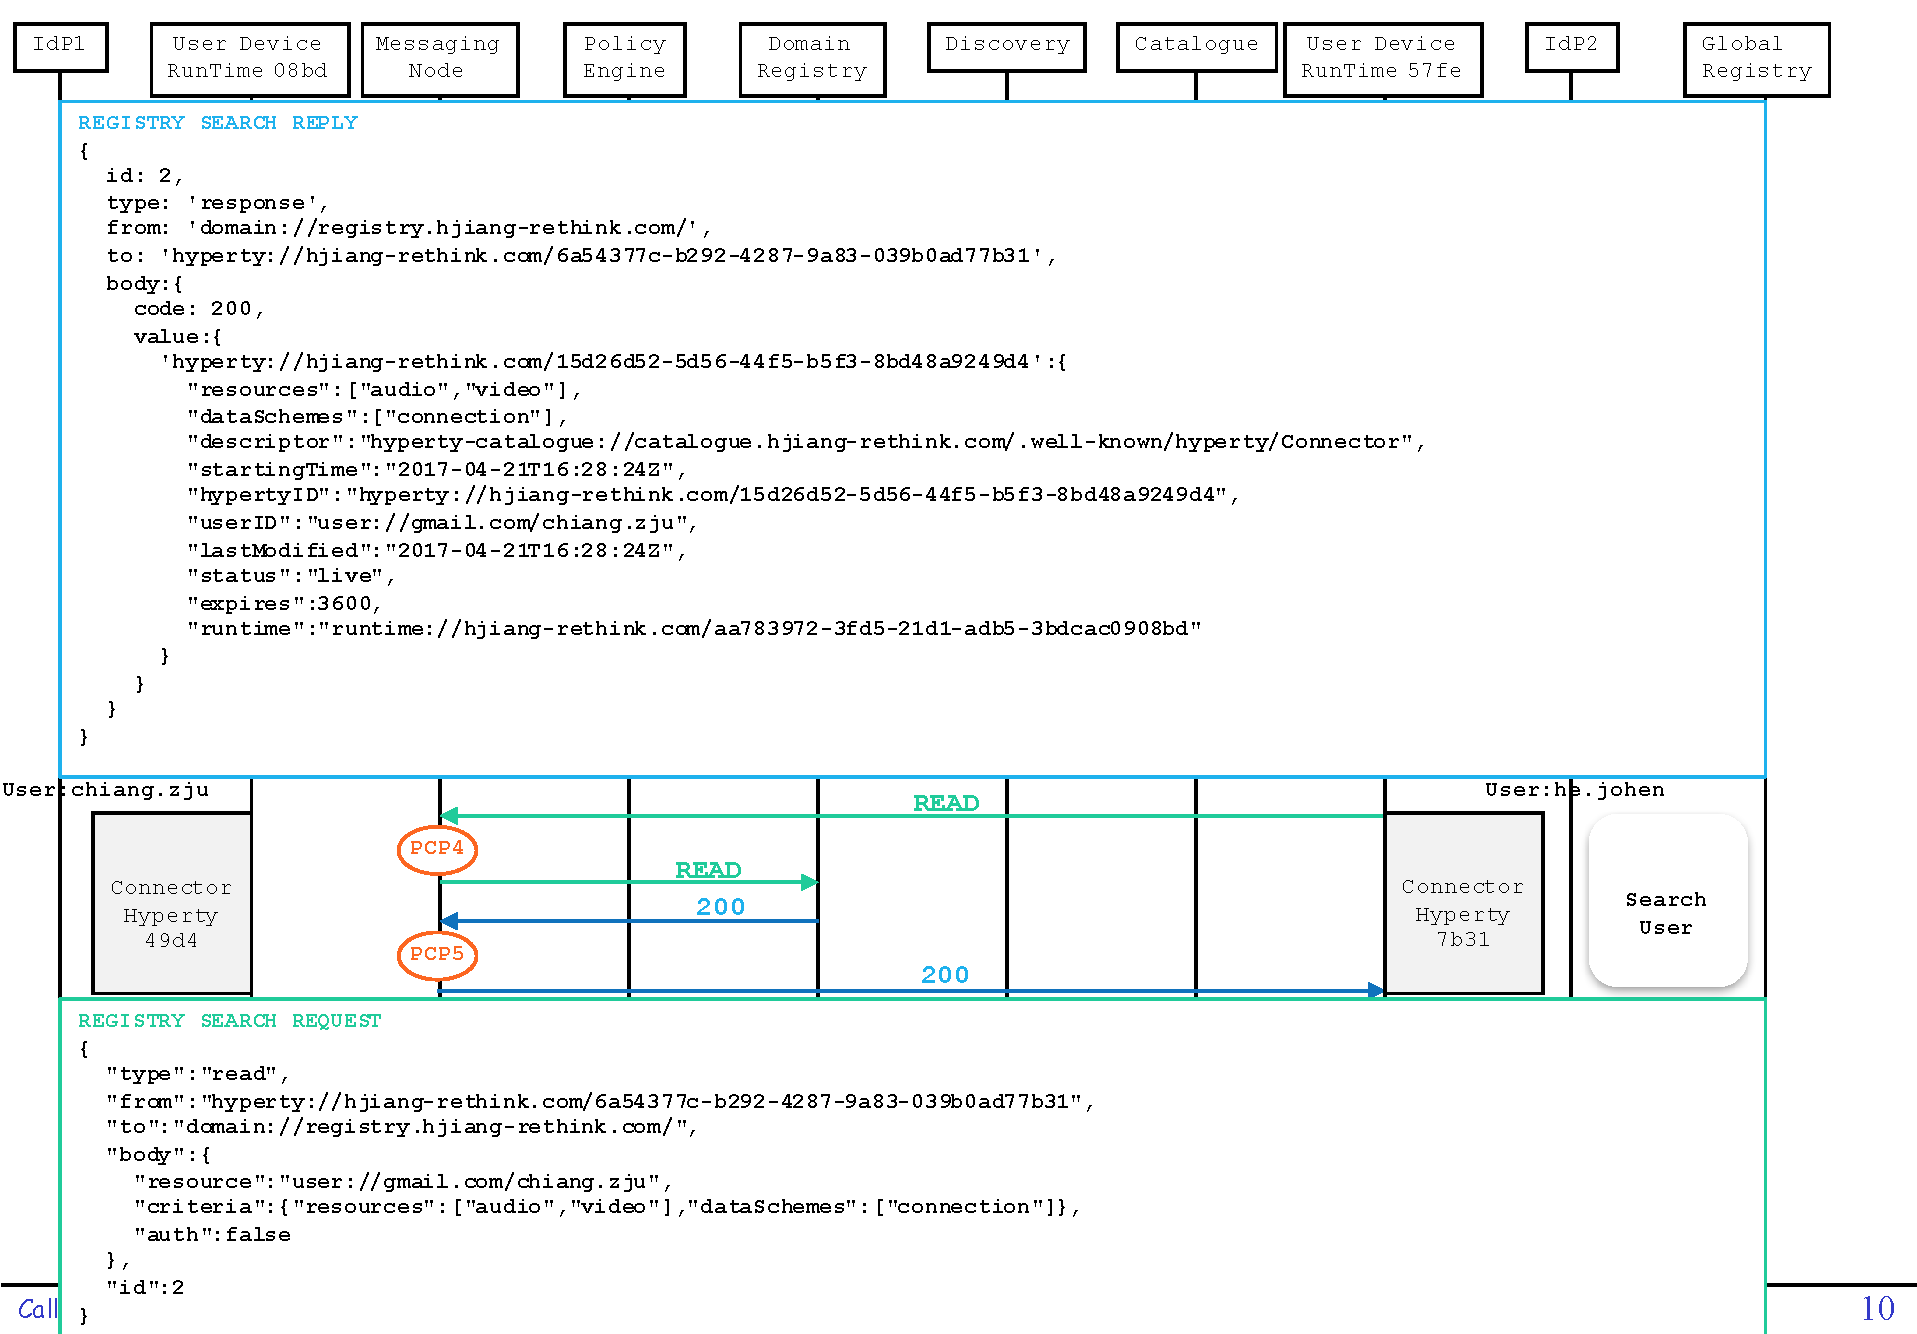 IdP1
User Device
RunTime 08bd
Messaging
Node
Policy
Engine
Domain
Registry
Discovery
Catalogue
User Device
RunTime 57fe
IdP2
Global
Registry
REGISTRY SEARCH REPLY
{
id: 2,
type: 'response',
from: 'domain://registry.hjiang-rethink.com/',
to: 'hyperty://hjiang-rethink.com/6a54377c-b292-4287-9a83-039b0ad77b31',
body:{
code: 200,
value:{
'hyperty://hjiang-rethink.com/15d26d52-5d56-44f5-b5f3-8bd48a9249d4':{
"resources":["audio","video"],
"dataSchemes":["connection"],
"descriptor":"hyperty-catalogue://catalogue.hjiang-rethink.com/.well-known/hyperty/Connector",
"startingTime":"2017-04-21T16:28:24Z",
"hypertyID":"hyperty://hjiang-rethink.com/15d26d52-5d56-44f5-b5f3-8bd48a9249d4",
"userID":"user://gmail.com/chiang.zju",
"lastModified":"2017-04-21T16:28:24Z",
"status":"live",
"expires":3600,
"runtime":"runtime://hjiang-rethink.com/aa783972-3fd5-21d1-adb5-3bdcac0908bd"
}
}
}
}
User:chiang.zju
User:he.johen
READ
PCP4
READ
200
PCP5
200
Connector
Hyperty
49d4
Connector
Hyperty
7b31
Search
User
REGISTRY SEARCH REQUEST
{
"type":"read",
"from":"hyperty://hjiang-rethink.com/6a54377c-b292-4287-9a83-039b0ad77b31",
"to":"domain://registry.hjiang-rethink.com/",
"body":{
"resource":"user://gmail.com/chiang.zju",
"criteria":{"resources":["audio","video"],"dataSchemes":["connection"]},
"auth":false
},
"id":2
}
Call
10